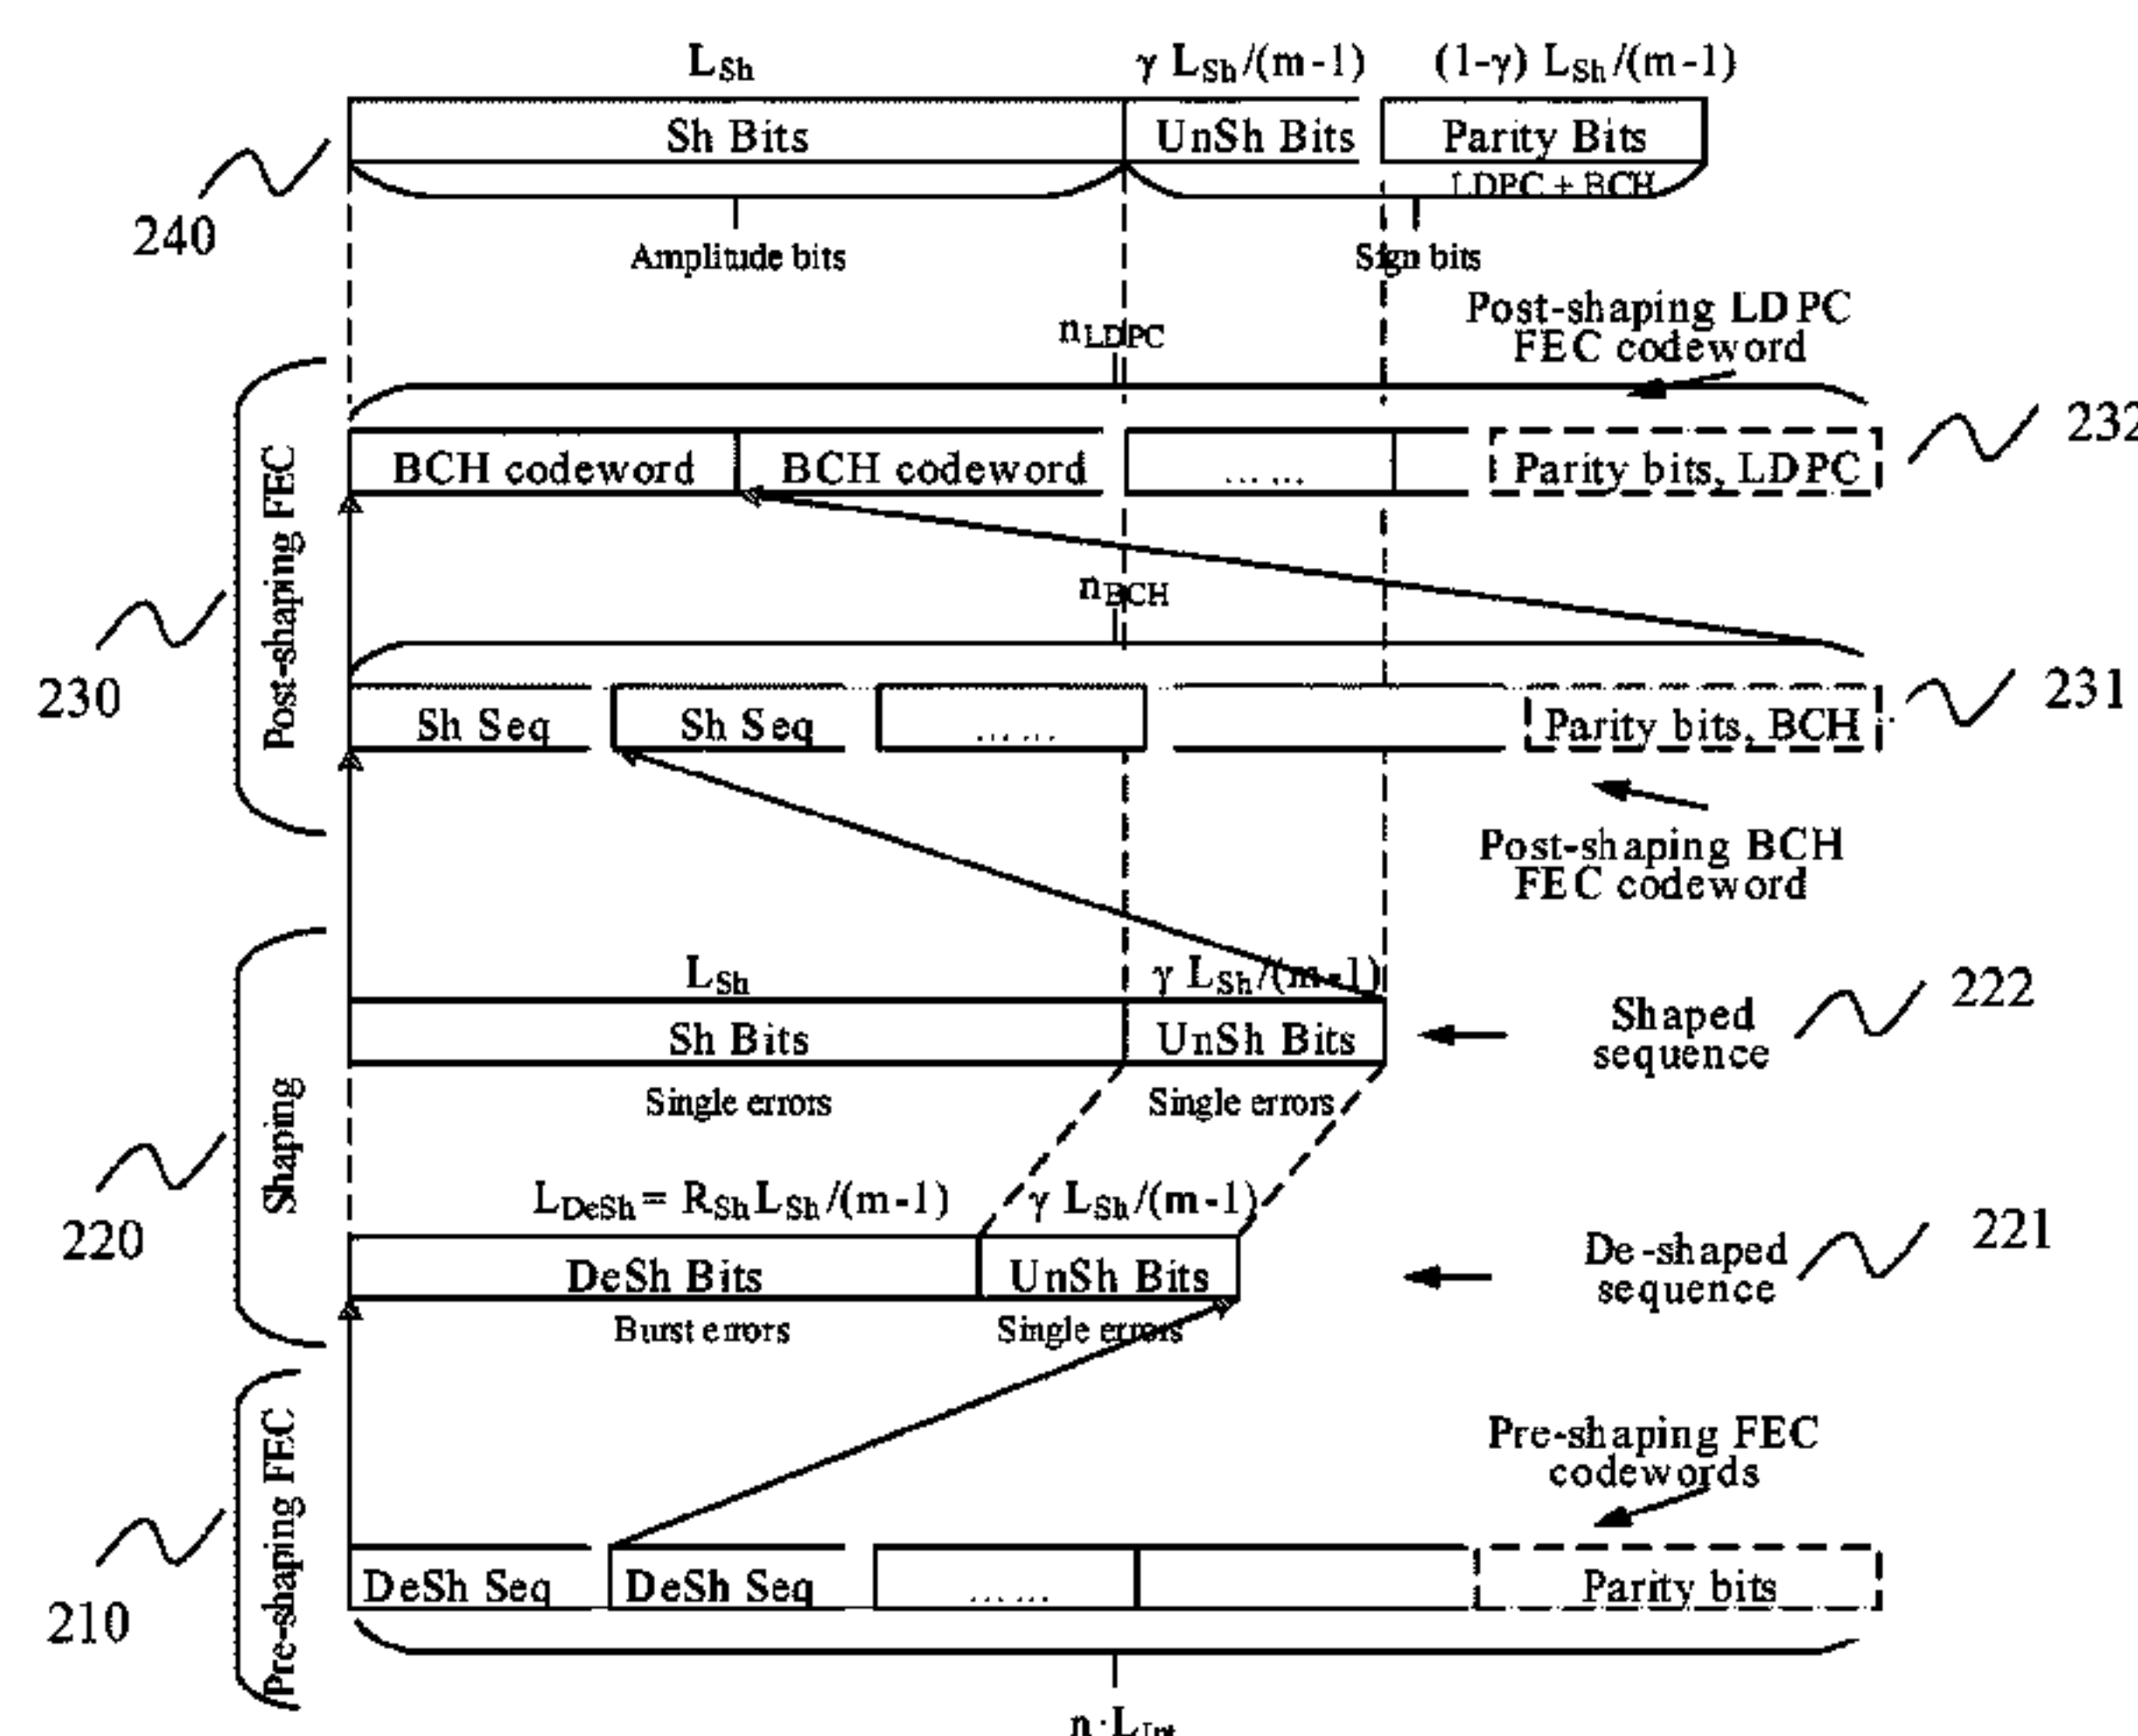 L_Sh γ L_Sh/(m-1) (1-γ) L_Sh/(m-1)
Sh Bits UnSh Bits Parity Bits
LDPC + BCH
240
Amplitude bits Sign bits
n_LDPC
Post-shaping LDPC
FEC codeword
232
BCH codeword BCH codeword ...... Parity bits, LDPC
Post-shaping FEC
n_BCH
230
231
Sh Seq Sh Seq ...... Parity bits, BCH
Post-shaping BCH
FEC codeword
L_Sh γ L_Sh/(m-1)
222
Shaped
sequence
Sh Bits UnSh Bits
Single errors Single errors
Shaping
220
L_DeSh = R_Sh L_Sh/(m-1) γ L_Sh/(m-1)
221
De-shaped
sequence
DeSh Bits UnSh Bits
Burst errors Single errors
Pre-shaping FEC
codewords
Pre-shaping FEC
210
DeSh Seq DeSh Seq ...... Parity bits
n·L_Int